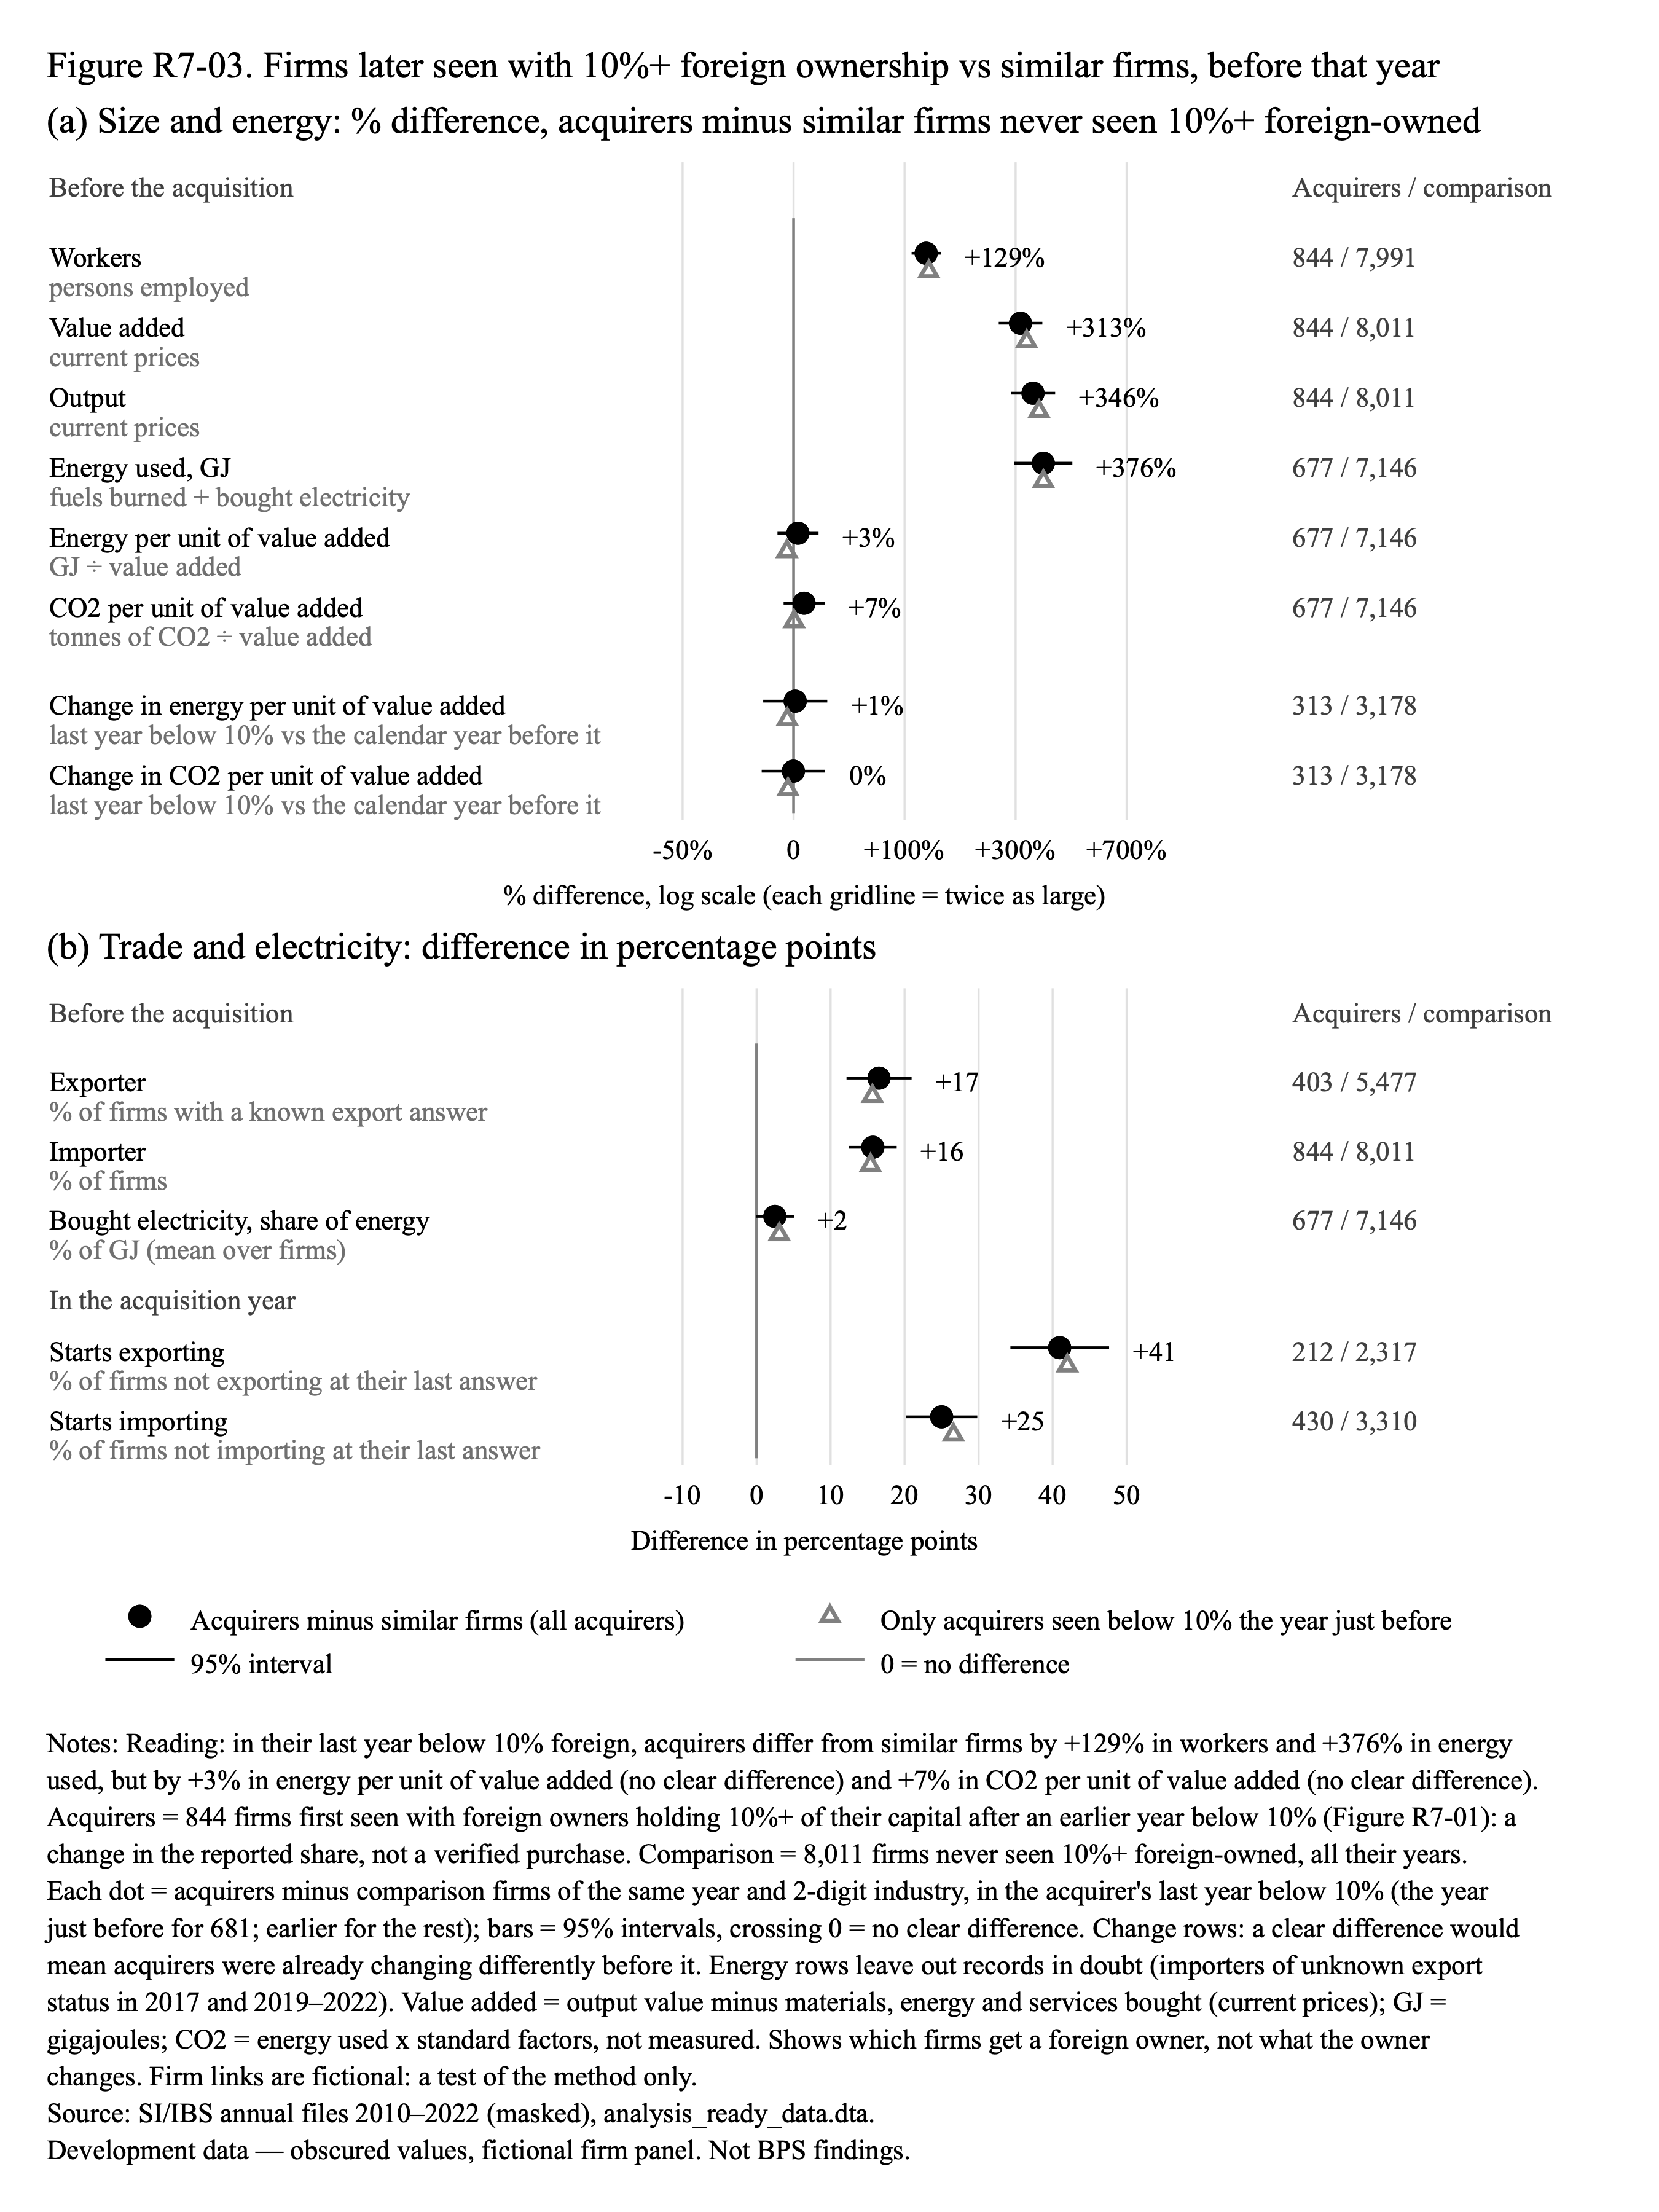 Figure R7-03. Firms later seen with 10%+ foreign ownership vs similar firms, before that year
(a) Size and energy: % difference, acquirers minus similar firms never seen 10%+ foreign-owned
Before the acquisition
Acquirers / comparison
Workers
persons employed
+129%
844 / 7,991
Value added
current prices
+313%
844 / 8,011
Output
current prices
+346%
844 / 8,011
Energy used, GJ
fuels burned + bought electricity
+376%
677 / 7,146
Energy per unit of value added
GJ ÷ value added
+3%
677 / 7,146
CO2 per unit of value added
tonnes of CO2 ÷ value added
+7%
677 / 7,146
Change in energy per unit of value added
last year below 10% vs the calendar year before it
+1%
313 / 3,178
Change in CO2 per unit of value added
last year below 10% vs the calendar year before it
0%
313 / 3,178
-50% 0 +100% +300% +700%
% difference, log scale (each gridline = twice as large)
(b) Trade and electricity: difference in percentage points
Before the acquisition
Acquirers / comparison
Exporter
% of firms with a known export answer
+17
403 / 5,477
Importer
% of firms
+16
844 / 8,011
Bought electricity, share of energy
% of GJ (mean over firms)
+2
677 / 7,146
In the acquisition year
Starts exporting
% of firms not exporting at their last answer
+41
212 / 2,317
Starts importing
% of firms not importing at their last answer
+25
430 / 3,310
-10 0 10 20 30 40 50
Difference in percentage points
Acquirers minus similar firms (all acquirers)
Only acquirers seen below 10% the year just before
95% interval
0 = no difference
Notes: Reading: in their last year below 10% foreign, acquirers differ from similar firms by +129% in workers and +376% in energy
used, but by +3% in energy per unit of value added (no clear difference) and +7% in CO2 per unit of value added (no clear difference).
Acquirers = 844 firms first seen with foreign owners holding 10%+ of their capital after an earlier year below 10% (Figure R7-01): a
change in the reported share, not a verified purchase. Comparison = 8,011 firms never seen 10%+ foreign-owned, all their years.
Each dot = acquirers minus comparison firms of the same year and 2-digit industry, in the acquirer's last year below 10% (the year
just before for 681; earlier for the rest); bars = 95% intervals, crossing 0 = no clear difference. Change rows: a clear difference would
mean acquirers were already changing differently before it. Energy rows leave out records in doubt (importers of unknown export
status in 2017 and 2019–2022). Value added = output value minus materials, energy and services bought (current prices); GJ =
gigajoules; CO2 = energy used x standard factors, not measured. Shows which firms get a foreign owner, not what the owner
changes. Firm links are fictional: a test of the method only.
Source: SI/IBS annual files 2010–2022 (masked), analysis_ready_data.dta.
Development data — obscured values, fictional firm panel. Not BPS findings.